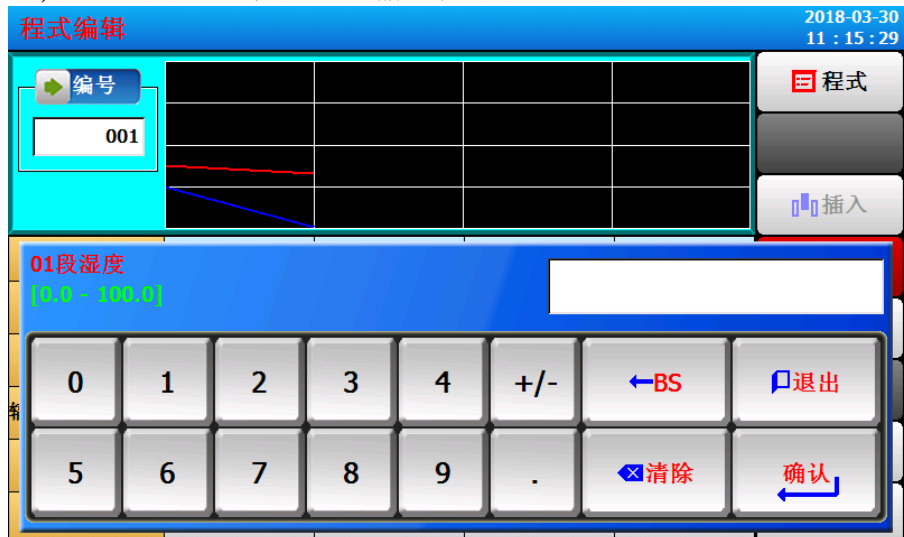 程式编辑
2018-03-30
11 : 15 : 29
编号
001
程式
插入
01段湿度
[0.0 - 100.0]
0 1 2 3 4 +/- ←BS 退出
5 6 7 8 9 . 清除 确认